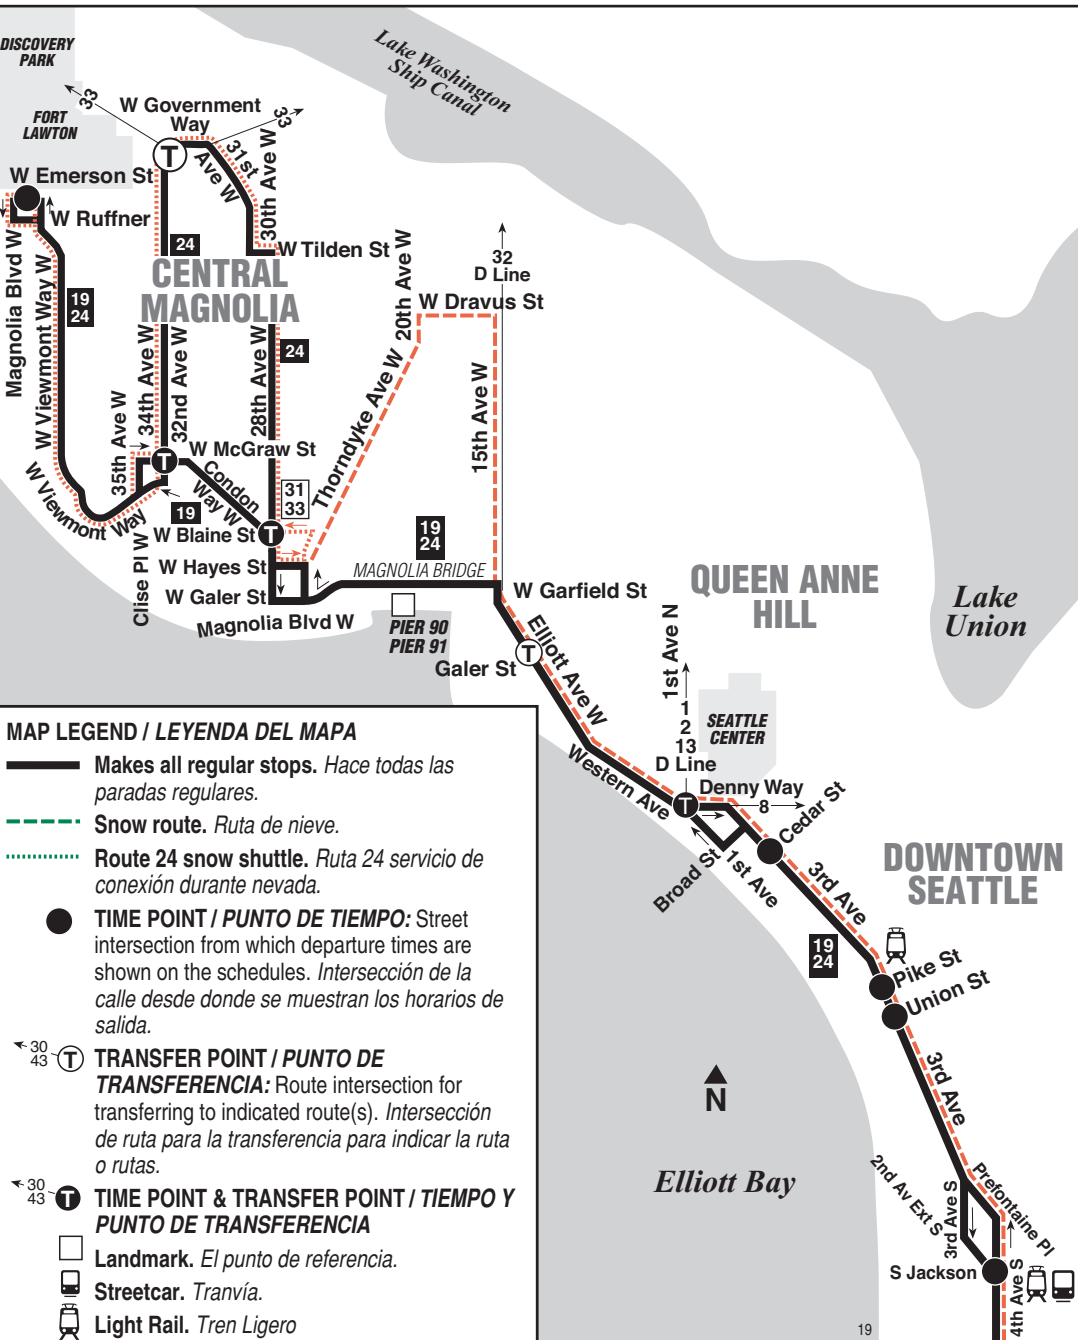 DISCOVERY
PARK
FORT
LAWTON
33
W Government
Way
33
Lake Washington
Ship Canal
31st
Ave W
30th Ave W
W Emerson St
W Ruffner
24
W Tilden St
CENTRAL
MAGNOLIA
Magnolia Blvd W
19
24
W Viewmont Way W
34th Ave W
32nd Ave W
28th Ave W
24
20th Ave W
32
D Line
W Dravus St
Thorndyke Ave W
15th Ave W
35th Ave W
W McGraw St
Condon
Way W
31
33
W Viewmont Way
19
W Blaine St
19
24
Clise Pl W
W Hayes St
MAGNOLIA BRIDGE
W Galer St
Magnolia Blvd W
W Garfield St
PIER 90
PIER 91
Galer St
Elliott Ave W
QUEEN ANNE
HILL
Lake
Union
1st Ave N
1
2
13
D Line
SEATTLE
CENTER
Western Ave
Denny Way
8
Cedar St
Broad St
1st Ave
3rd Ave
DOWNTOWN
SEATTLE
19
24
Pike St
Union St
3rd Ave
N
Elliott Bay
2nd Av Ext S
3rd Ave S
Prefontaine Pl
S Jackson
4th Ave S
19
MAP LEGEND / LEYENDA DEL MAPA
Makes all regular stops. Hace todas las
paradas regulares.
Snow route. Ruta de nieve.
Route 24 snow shuttle. Ruta 24 servicio de
conexión durante nevada.
TIME POINT / PUNTO DE TIEMPO: Street
intersection from which departure times are
shown on the schedules. Intersección de la
calle desde donde se muestran los horarios de
salida.
30
43
T
TRANSFER POINT / PUNTO DE
TRANSFERENCIA: Route intersection for
transferring to indicated route(s). Intersección
de ruta para la transferencia para indicar la ruta
o rutas.
30
43
T
TIME POINT & TRANSFER POINT / TIEMPO Y
PUNTO DE TRANSFERENCIA
Landmark. El punto de referencia.
Streetcar. Tranvía.
Light Rail. Tren Ligero